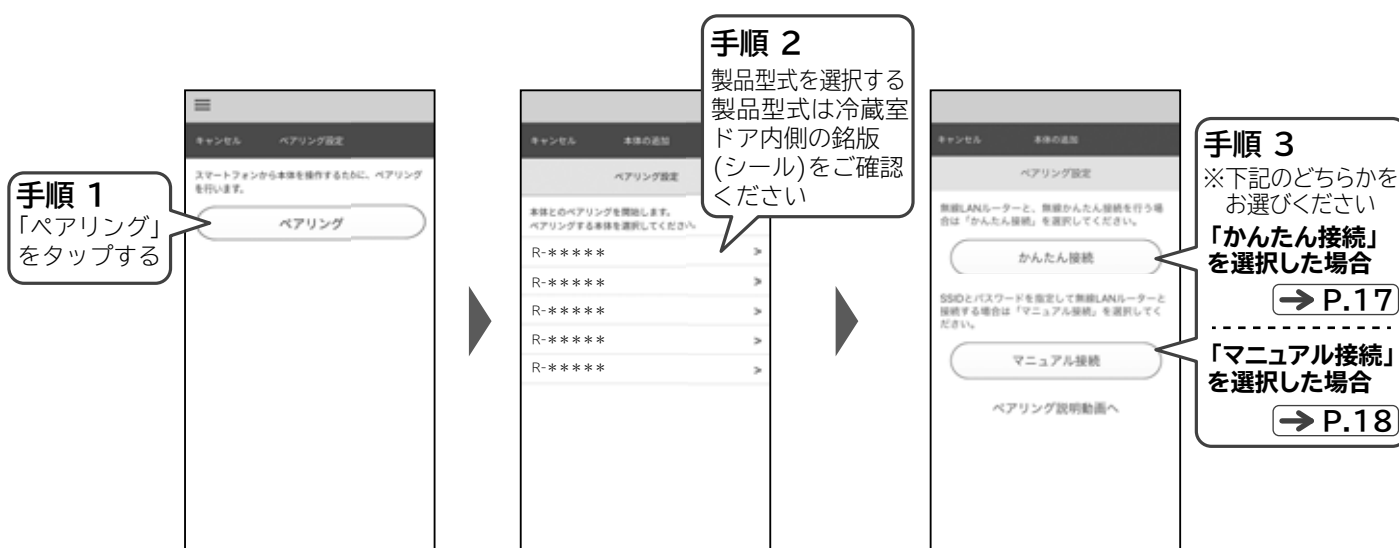 手順 1
「ペアリング」
をタップする
キャンセル ペアリング設定
スマートフォンから本体を操作するために、ペアリング
を行います。
ペアリング
手順 2
製品型式を選択する
製品型式は冷蔵室
ドア内側の銘版
(シール)をご確認
ください
キャンセル 本体の追加
ペアリング設定
本体とのペアリングを開始します。
ペアリングする本体を選択してください。
R-***** >
R-***** >
R-***** >
R-***** >
R-***** >
キャンセル 本体の追加
ペアリング設定
無線LANルーターと、無線かんたん接続を行う場
合は「かんたん接続」を選択してください。
かんたん接続
SSIDとパスワードを指定して無線LANルーターと
接続する場合は「マニュアル接続」を選択してく
ださい。
マニュアル接続
ペアリング説明動画へ
手順 3
※下記のどちらかを
お選びください
「かんたん接続」
を選択した場合
→ P.17
「マニュアル接続」
を選択した場合
→ P.18